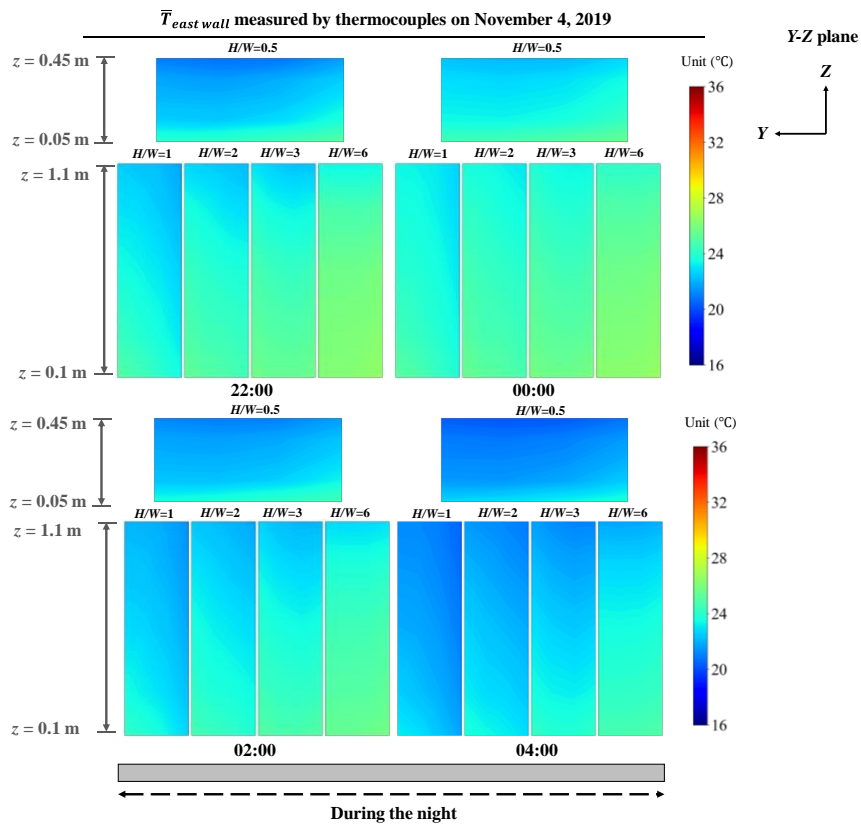 T̅ east wall measured by thermocouples on November 4, 2019
Y-Z plane
H/W=0.5 H/W=0.5
z = 0.45 m
Unit (℃)
Z
36
Y
32
z = 0.05 m
H/W=1 H/W=2 H/W=3 H/W=6 H/W=1 H/W=2 H/W=3 H/W=6
z = 1.1 m
28
24
20
z = 0.1 m
16
22:00 00:00
H/W=0.5 H/W=0.5
z = 0.45 m
Unit (℃)
36
32
z = 0.05 m
H/W=1 H/W=2 H/W=3 H/W=6 H/W=1 H/W=2 H/W=3 H/W=6
z = 1.1 m
28
24
20
z = 0.1 m
16
02:00 04:00
During the night